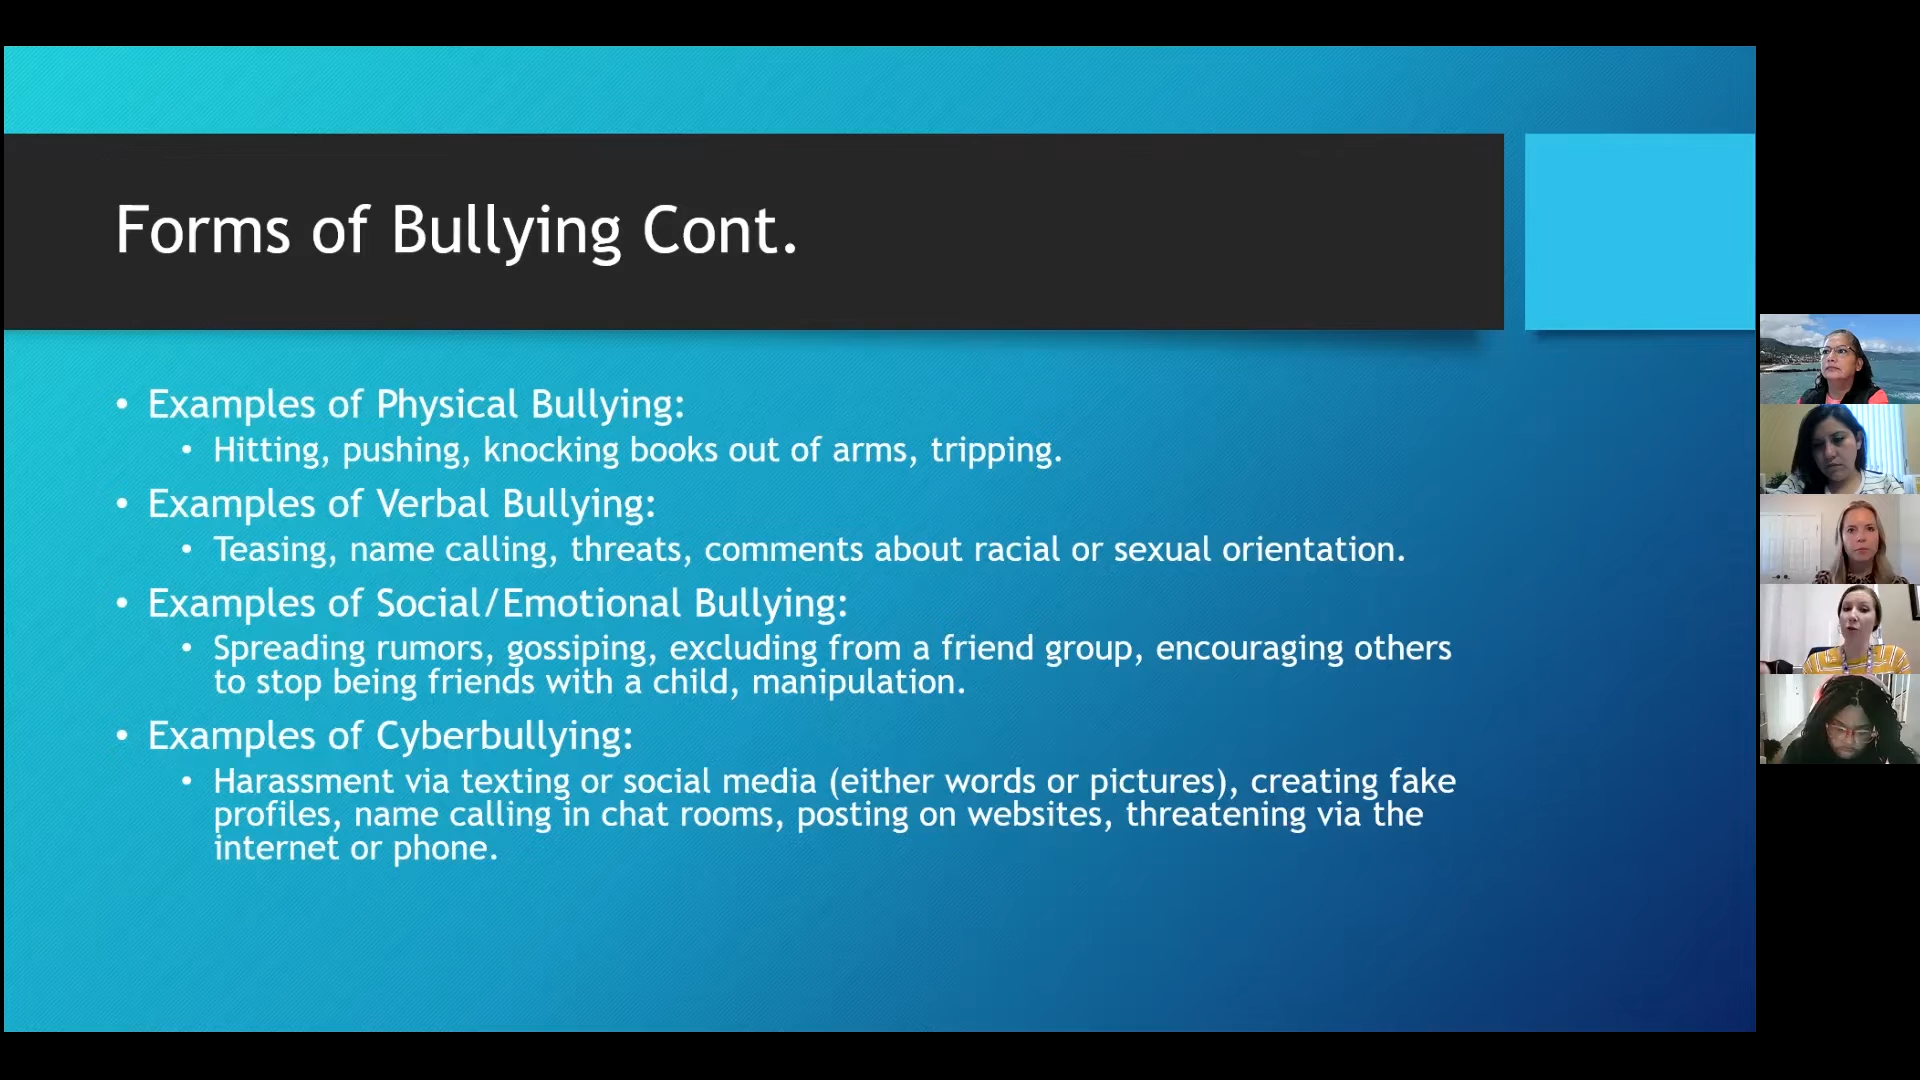 Forms of Bullying Cont.
• Examples of Physical Bullying:
• Hitting, pushing, knocking books out of arms, tripping.
• Examples of Verbal Bullying:
• Teasing, name calling, threats, comments about racial or sexual orientation.
• Examples of Social/Emotional Bullying:
• Spreading rumors, gossiping, excluding from a friend group, encouraging others
to stop being friends with a child, manipulation.
• Examples of Cyberbullying:
• Harassment via texting or social media (either words or pictures), creating fake
profiles, name calling in chat rooms, posting on websites, threatening via the
internet or phone.